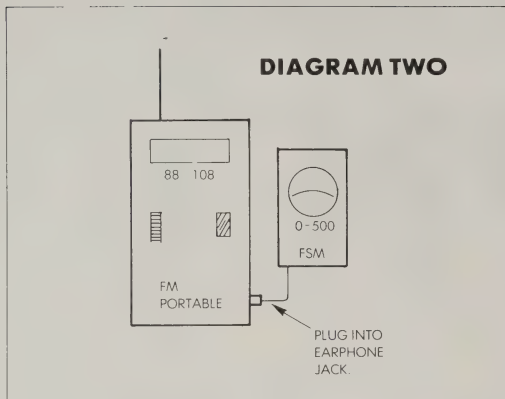 DIAGRAM TWO
88 108
0-500
FSM
FM
PORTABLE
PLUG INTO
EARPHONE
JACK.